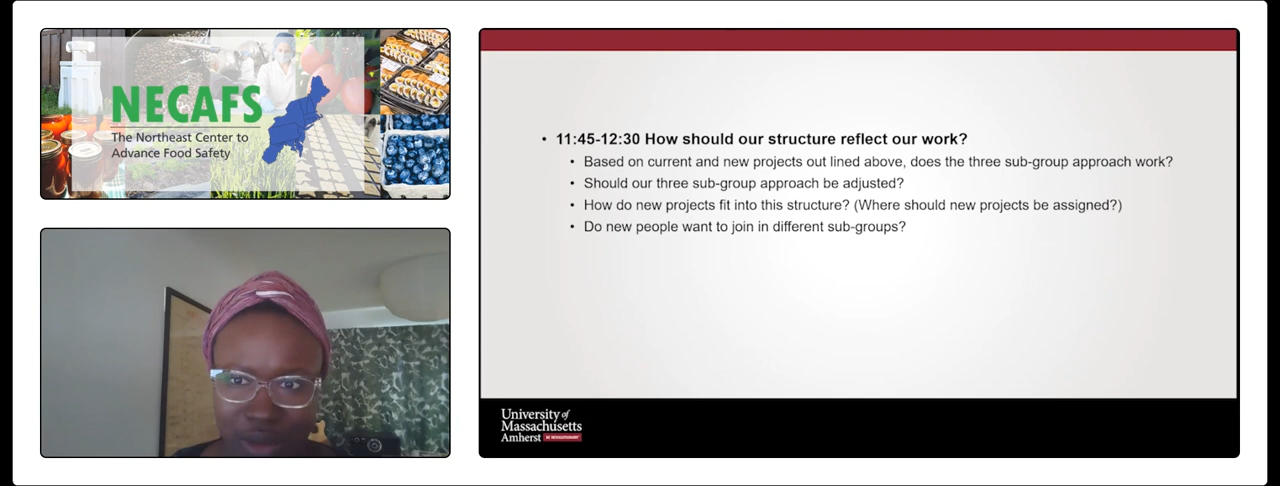 NECAFS
The Northeast Center to
Advance Food Safety
• 11:45-12:30 How should our structure reflect our work?
• Based on current and new projects out lined above, does the three sub-group approach work?
• Should our three sub-group approach be adjusted?
• How do new projects fit into this structure? (Where should new projects be assigned?)
• Do new people want to join in different sub-groups?
University of
Massachusetts
Amherst BE REVOLUTIONARY